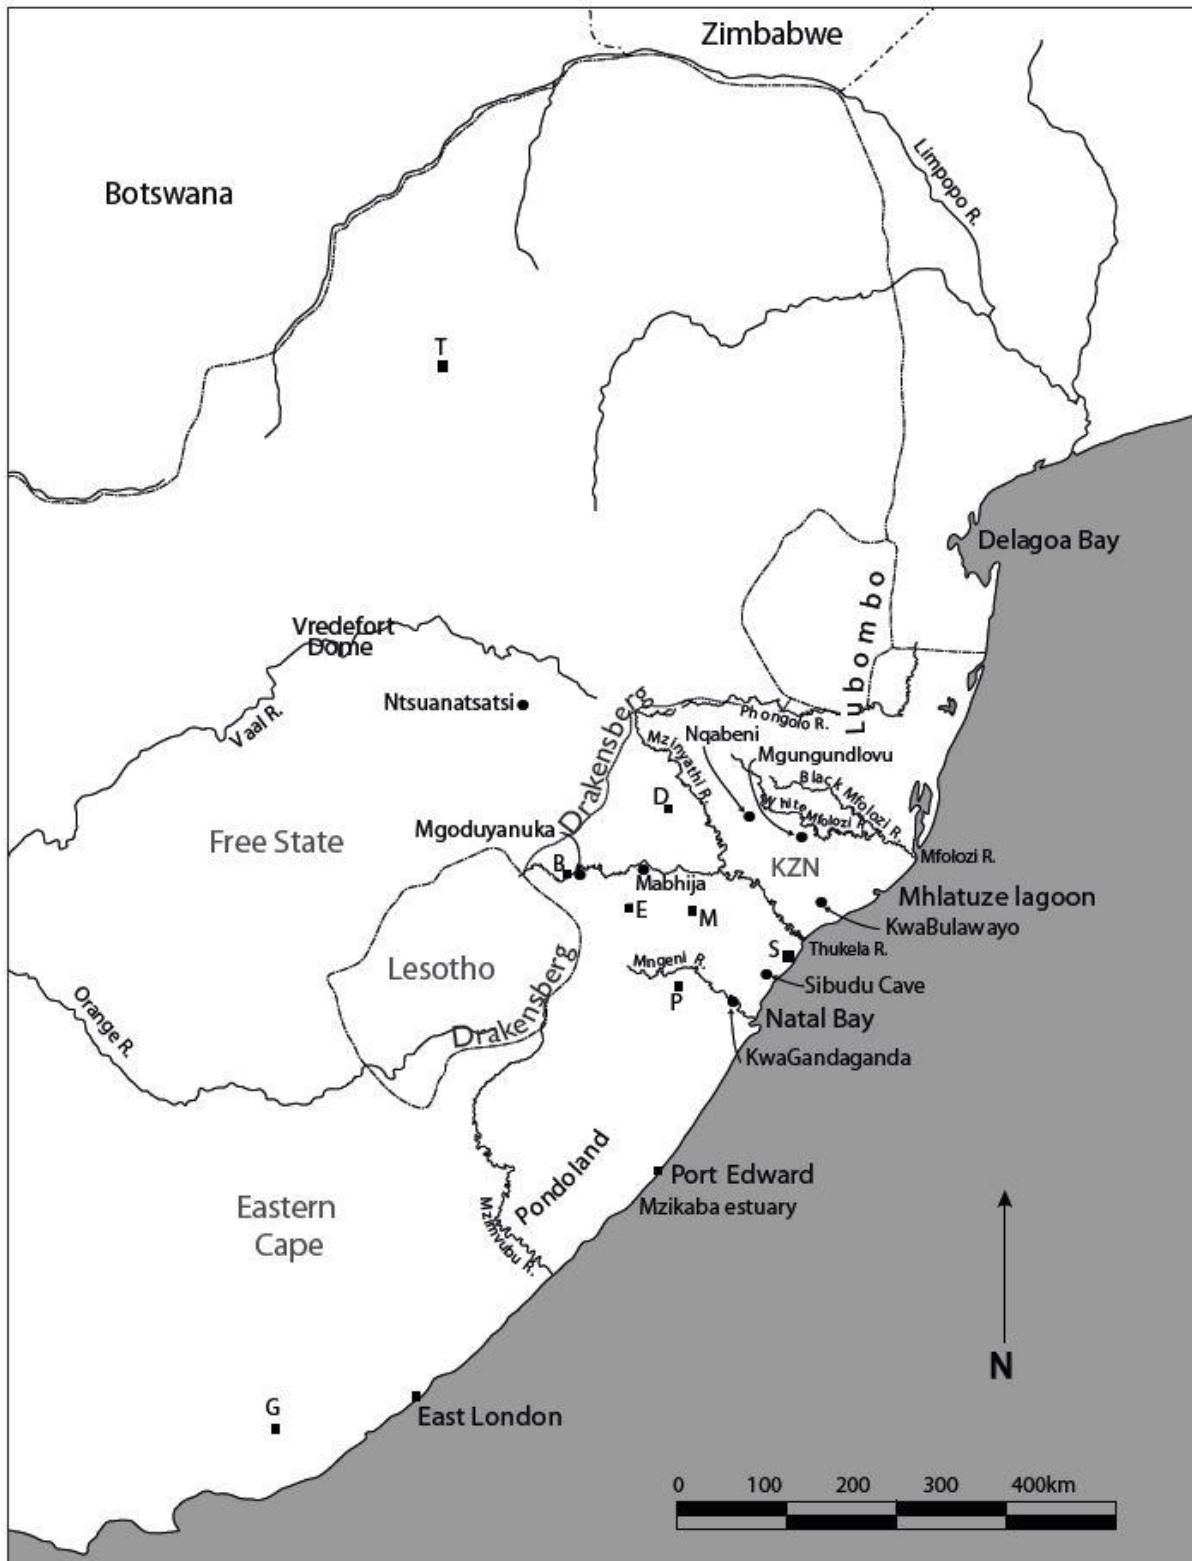 Zimbabwe
Botswana
Limpopo R.
T
Delagoa Bay
Lubombo
Vredefort
Dome
Ntsuanatsatsi
Vaal R.
Drakensberg
Phongolo R.
Nqabeni
Mzinyathi R.
Mgungundlovu
Black Mfolozi R.
White Mfolozi R.
D
Mgoduyanuka
Free State
B
Mabhija
KZN
Mfolozi R.
Mhlatuze lagoon
E
M
KwaBulawayo
Thukela R.
S
Lesotho
Drakensberg
Mngeni R.
Sibudu Cave
P
Orange R.
Natal Bay
KwaGandaganda
Pondoland
Port Edward
Mzikaba estuary
Eastern
Cape
Mzimvubu R.
N
G
East London
0 100 200 300 400km